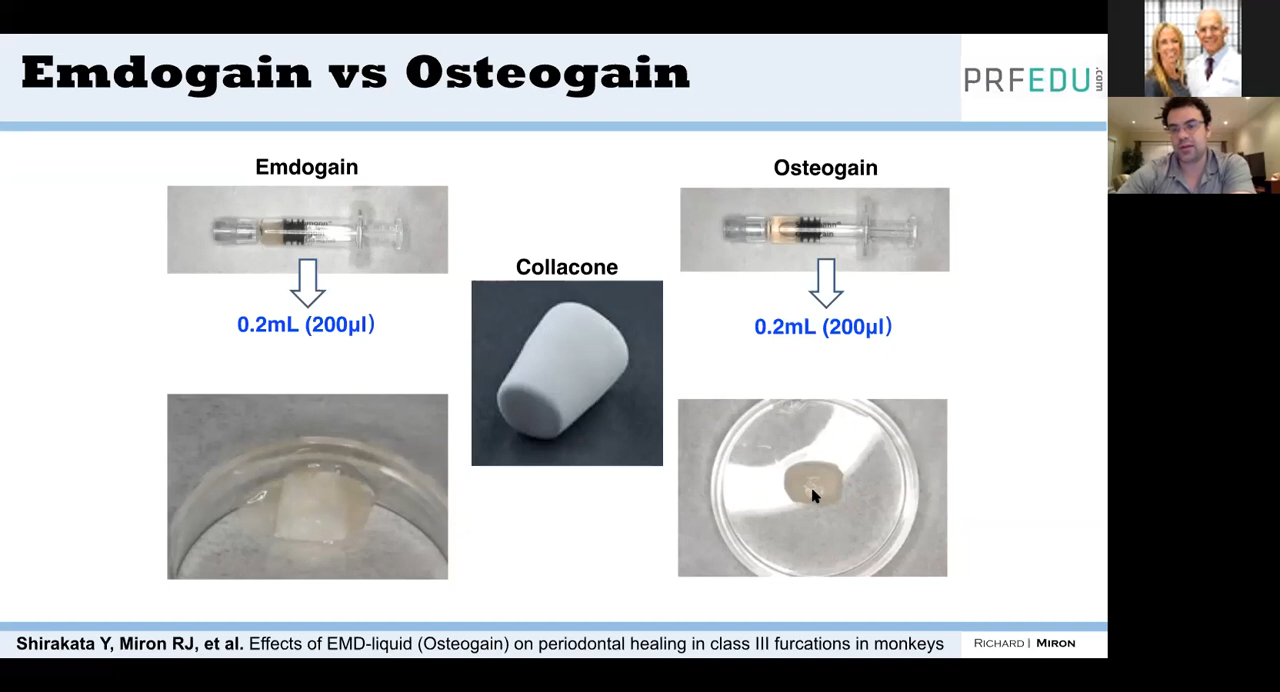 Emdogain vs Osteogain
PRFEDU.com
Emdogain
Osteogain
Collacone
0.2mL (200µl)
0.2mL (200µl)
Shirakata Y, Miron RJ, et al. Effects of EMD-liquid (Osteogain) on periodontal healing in class III furcations in monkeys
RICHARD | MIRON